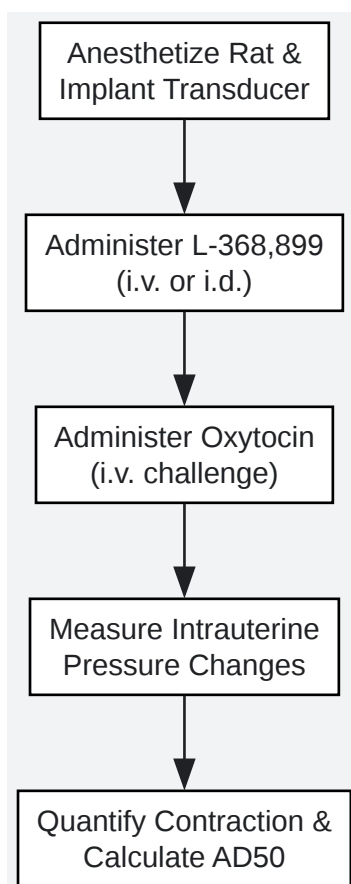 Anesthetize Rat &
Implant Transducer
Administer L-368,899
(i.v. or i.d.)
Administer Oxytocin
(i.v. challenge)
Measure Intrauterine
Pressure Changes
Quantify Contraction &
Calculate AD50